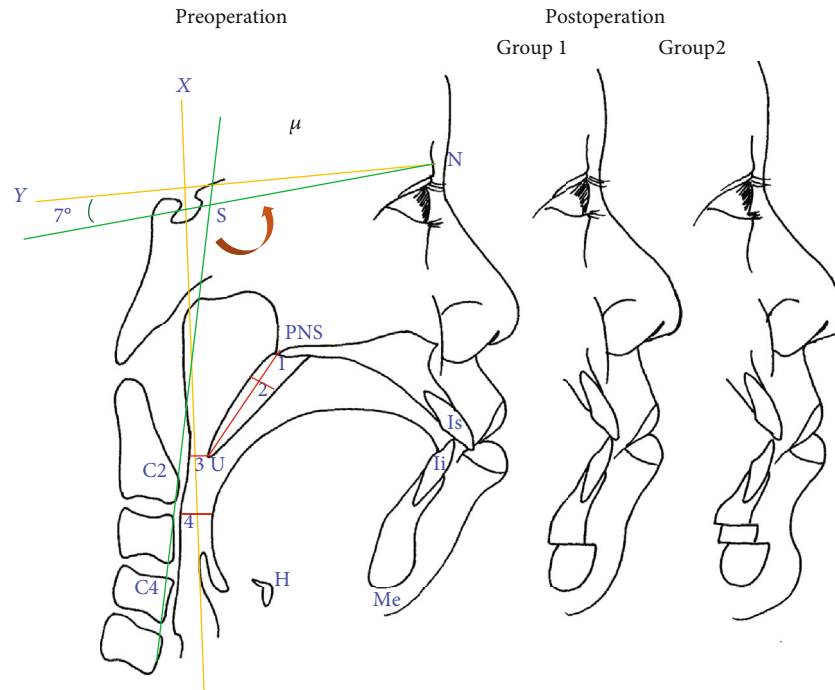 Preoperation
Postoperation
Group 1
Group2
X
μ
N
Y
7°
S
PNS
1
2
Is
3 U
Ii
C2
4
C4
H
Me